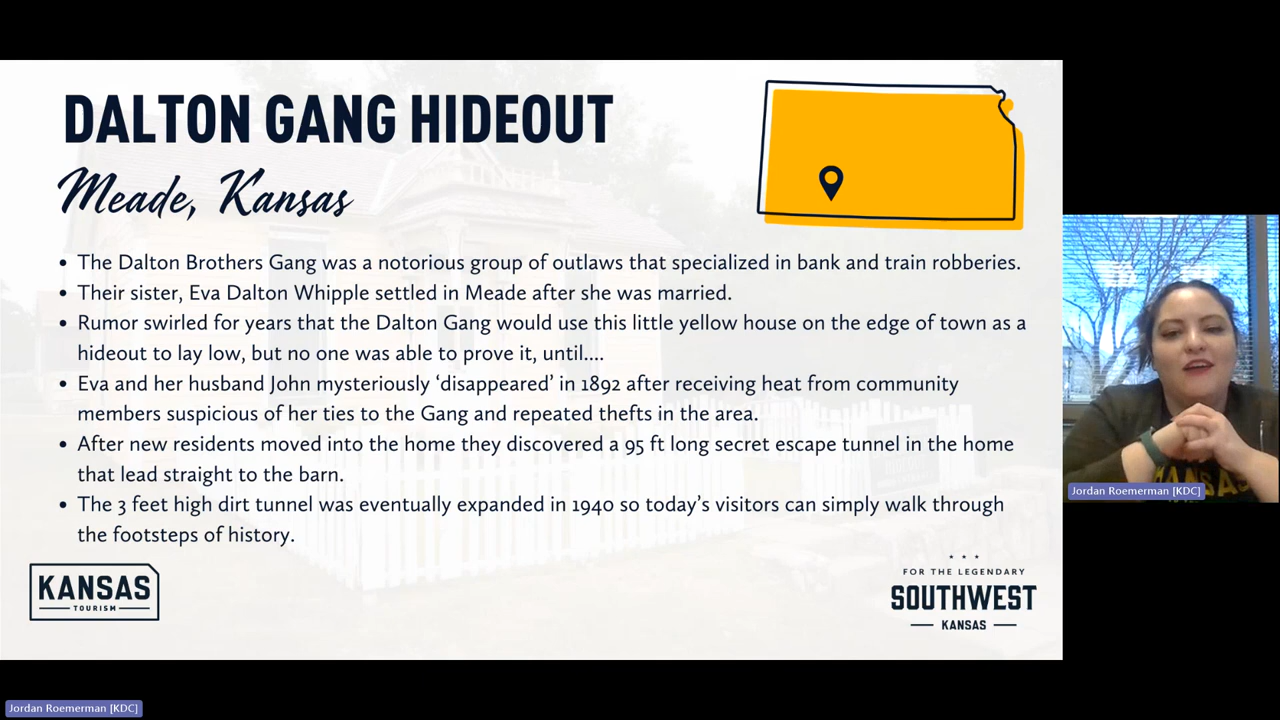 DALTON GANG HIDEOUT
Meade, Kansas
• The Dalton Brothers Gang was a notorious group of outlaws that specialized in bank and train robberies.
• Their sister, Eva Dalton Whipple settled in Meade after she was married.
• Rumor swirled for years that the Dalton Gang would use this little yellow house on the edge of town as a
hideout to lay low, but no one was able to prove it, until....
• Eva and her husband John mysteriously ‘disappeared’ in 1892 after receiving heat from community
members suspicious of her ties to the Gang and repeated thefts in the area.
• After new residents moved into the home they discovered a 95 ft long secret escape tunnel in the home
that lead straight to the barn.
• The 3 feet high dirt tunnel was eventually expanded in 1940 so today’s visitors can simply walk through
the footsteps of history.
KANSAS
TOURISM
FOR THE LEGENDARY
SOUTHWEST
KANSAS
Jordan Roemerman [KDC]
Jordan Roemerman [KDC]